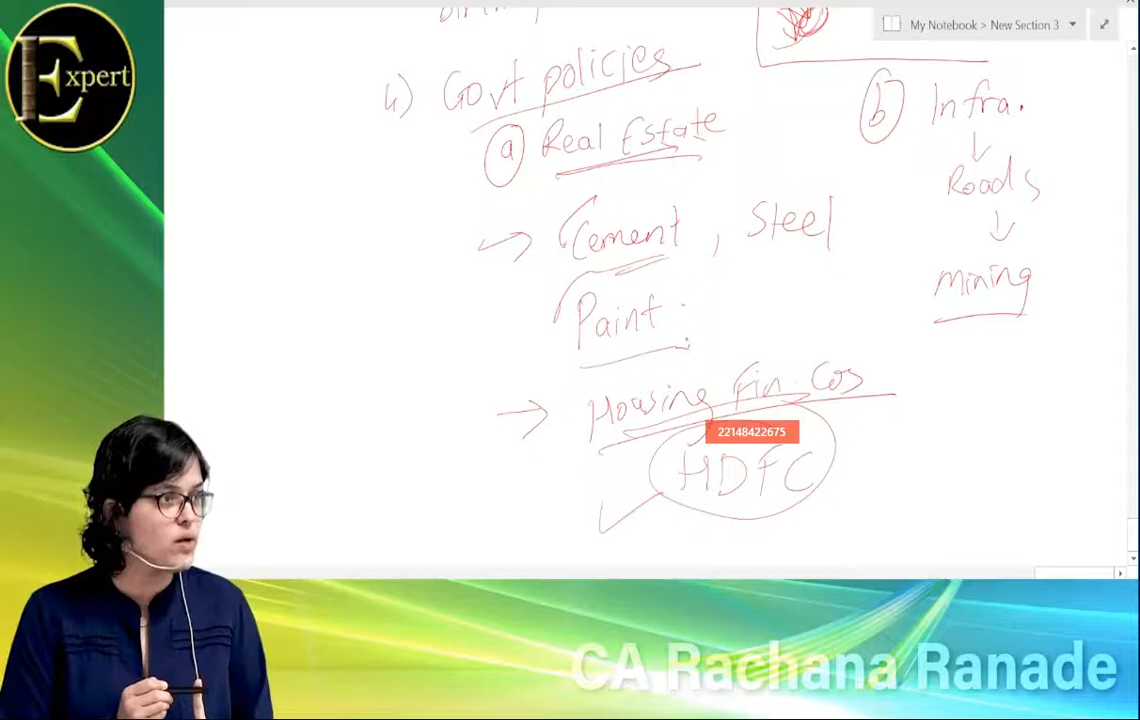 Expert
My Notebook > New Section 3
4) Govt policies
a Real Estate
Cement, Steel
Paint
Housing Fin. Cos
22148422675
HDFC
b Infra.
Roads
Mining
CA Rachana Ranade